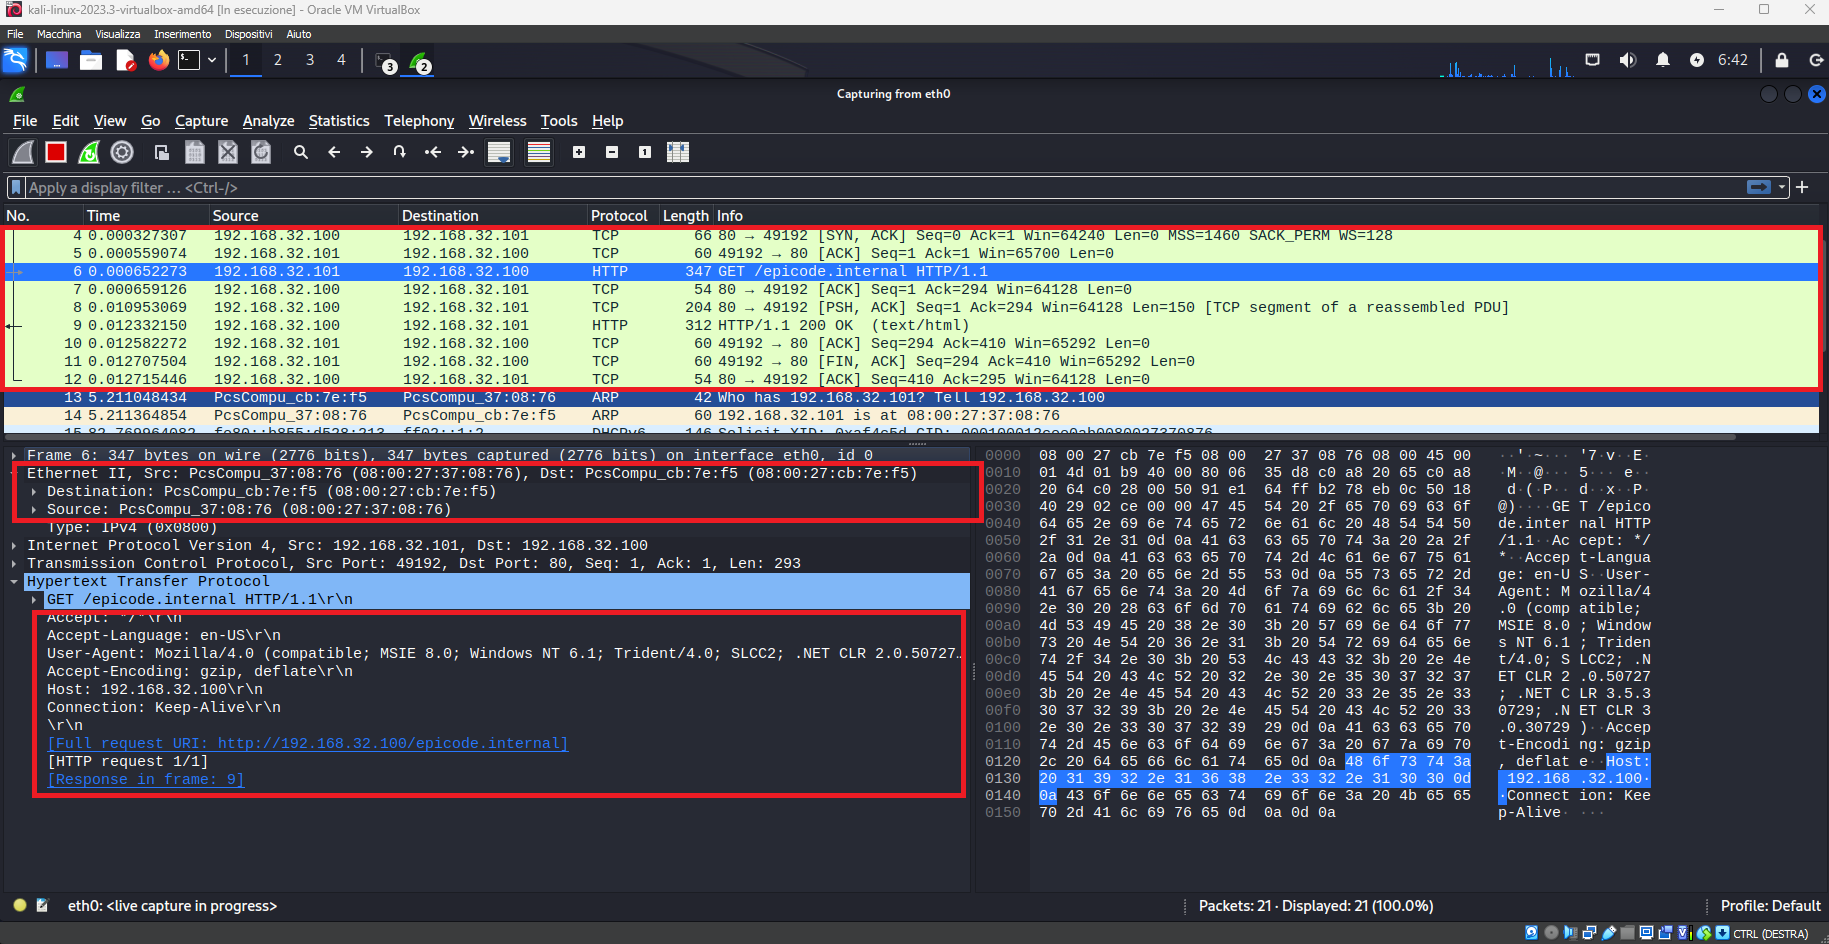 kali-linux-2023.3-virtualbox-amd64 [In esecuzione] - Oracle VM VirtualBox
File Macchina Visualizza Inserimento Dispositivi Aiuto
1 2 3 4 3 2 6:42
Capturing from eth0
File Edit View Go Capture Analyze Statistics Telephony Wireless Tools Help
Apply a display filter … <Ctrl-/>
No. Time Source Destination Protocol Length Info
4 0.000327307 192.168.32.100 192.168.32.101 TCP 66 80 → 49192 [SYN, ACK] Seq=0 Ack=1 Win=64240 Len=0 MSS=1460 SACK_PERM WS=128
5 0.000559074 192.168.32.101 192.168.32.100 TCP 60 49192 → 80 [ACK] Seq=1 Ack=1 Win=65700 Len=0
6 0.000652273 192.168.32.101 192.168.32.100 HTTP 347 GET /epicode.internal HTTP/1.1
7 0.000659126 192.168.32.100 192.168.32.101 TCP 54 80 → 49192 [ACK] Seq=1 Ack=294 Win=64128 Len=0
8 0.010953069 192.168.32.100 192.168.32.101 TCP 204 80 → 49192 [PSH, ACK] Seq=1 Ack=294 Win=64128 Len=150 [TCP segment of a reassembled PDU]
9 0.012332150 192.168.32.100 192.168.32.101 HTTP 312 HTTP/1.1 200 OK (text/html)
10 0.012582272 192.168.32.101 192.168.32.100 TCP 60 49192 → 80 [ACK] Seq=294 Ack=410 Win=65292 Len=0
11 0.012707504 192.168.32.101 192.168.32.100 TCP 60 49192 → 80 [FIN, ACK] Seq=294 Ack=410 Win=65292 Len=0
12 0.012715446 192.168.32.100 192.168.32.101 TCP 54 80 → 49192 [ACK] Seq=410 Ack=295 Win=64128 Len=0
13 5.211048434 PcsCompu_cb:7e:f5 PcsCompu_37:08:76 ARP 42 Who has 192.168.32.101? Tell 192.168.32.100
14 5.211364854 PcsCompu_37:08:76 PcsCompu_cb:7e:f5 ARP 60 192.168.32.101 is at 08:00:27:37:08:76
15 82.769964082 fe80::b855:d528:213… ff02::1:2 DHCPv6 146 Solicit XID: 0xaf4c5d CID:
Frame 6: 347 bytes on wire (2776 bits), 347 bytes captured (2776 bits) on interface eth0, id 0
Ethernet II, Src: PcsCompu_37:08:76 (08:00:27:37:08:76), Dst: PcsCompu_cb:7e:f5 (08:00:27:cb:7e:f5)
Destination: PcsCompu_cb:7e:f5 (08:00:27:cb:7e:f5)
Source: PcsCompu_37:08:76 (08:00:27:37:08:76)
Type: IPv4 (0x0800)
Internet Protocol Version 4, Src: 192.168.32.101, Dst: 192.168.32.100
Transmission Control Protocol, Src Port: 49192, Dst Port: 80, Seq: 1, Ack: 1, Len: 293
Hypertext Transfer Protocol
GET /epicode.internal HTTP/1.1\r\n
Accept: */*\r\n
Accept-Language: en-US\r\n
User-Agent: Mozilla/4.0 (compatible; MSIE 8.0; Windows NT 6.1; Trident/4.0; SLCC2; .NET CLR 2.0.50727…
Accept-Encoding: gzip, deflate\r\n
Host: 192.168.32.100\r\n
Connection: Keep-Alive\r\n
\r\n
[Full request URI: http://192.168.32.100/epicode.internal]
[HTTP request 1/1]
[Response in frame: 9]
0000 08 00 27 cb 7e f5 08 00 27 37 08 76 08 00 45 00 ··'·~··· '7·v··E·
0010 01 4d 01 b9 40 00 80 06 35 d8 c0 a8 20 65 c0 a8 ·M··@··· 5··· e··
0020 20 64 c0 28 00 50 91 e1 64 ff b2 78 eb 0c 50 18 d·(·P·· d··x··P·
0030 40 29 02 ce 00 00 47 45 54 20 2f 65 70 69 63 6f @)····GE T /epico
0040 64 65 2e 69 6e 74 65 72 6e 61 6c 20 48 54 54 50 de.inter nal HTTP
0050 2f 31 2e 31 0d 0a 41 63 63 65 70 74 3a 20 2a 2f /1.1··Ac cept: */
0060 2a 0d 0a 41 63 63 65 70 74 2d 4c 61 6e 67 75 61 *··Accep t-Langua
0070 67 65 3a 20 65 6e 2d 55 53 0d 0a 55 73 65 72 2d ge: en-U S··User-
0080 41 67 65 6e 74 3a 20 4d 6f 7a 69 6c 6c 61 2f 34 Agent: M ozilla/4
0090 2e 30 20 28 63 6f 6d 70 61 74 69 62 6c 65 3b 20 .0 (comp atible;
00a0 4d 53 49 45 20 38 2e 30 3b 20 57 69 6e 64 6f 77 MSIE 8.0 ; Window
00b0 73 20 4e 54 20 36 2e 31 3b 20 54 72 69 64 65 6e s NT 6.1 ; Triden
00c0 74 2f 34 2e 30 3b 20 53 4c 43 43 32 3b 20 2e 4e t/4.0; S LCC2; .N
00d0 45 54 20 43 4c 52 20 32 2e 30 2e 35 30 37 32 37 ET CLR 2 .0.50727
00e0 3b 20 2e 4e 45 54 20 43 4c 52 20 33 2e 35 2e 33 ; .NET C LR 3.5.3
00f0 30 37 32 39 3b 20 2e 4e 45 54 20 43 4c 52 20 33 0729; .N ET CLR 3
0100 2e 30 2e 33 30 37 32 39 29 0d 0a 41 63 63 65 70 .0.30729 )··Accep
0110 74 2d 45 6e 63 6f 64 69 6e 67 3a 20 67 7a 69 70 t-Encodi ng: gzip
0120 2c 20 64 65 66 6c 61 74 65 0d 0a 48 6f 73 74 3a , deflat e··Host:
0130 20 31 39 32 2e 31 36 38 2e 33 32 2e 31 30 30 0d 192.168 .32.100·
0140 0a 43 6f 6e 6e 65 63 74 69 6f 6e 3a 20 4b 65 65 ·Connect ion: Kee
0150 70 2d 41 6c 69 76 65 0d 0a 0d 0a p-Alive· ···
eth0: <live capture in progress> Packets: 21 · Displayed: 21 (100.0%) Profile: Default
CTRL (DESTRA)